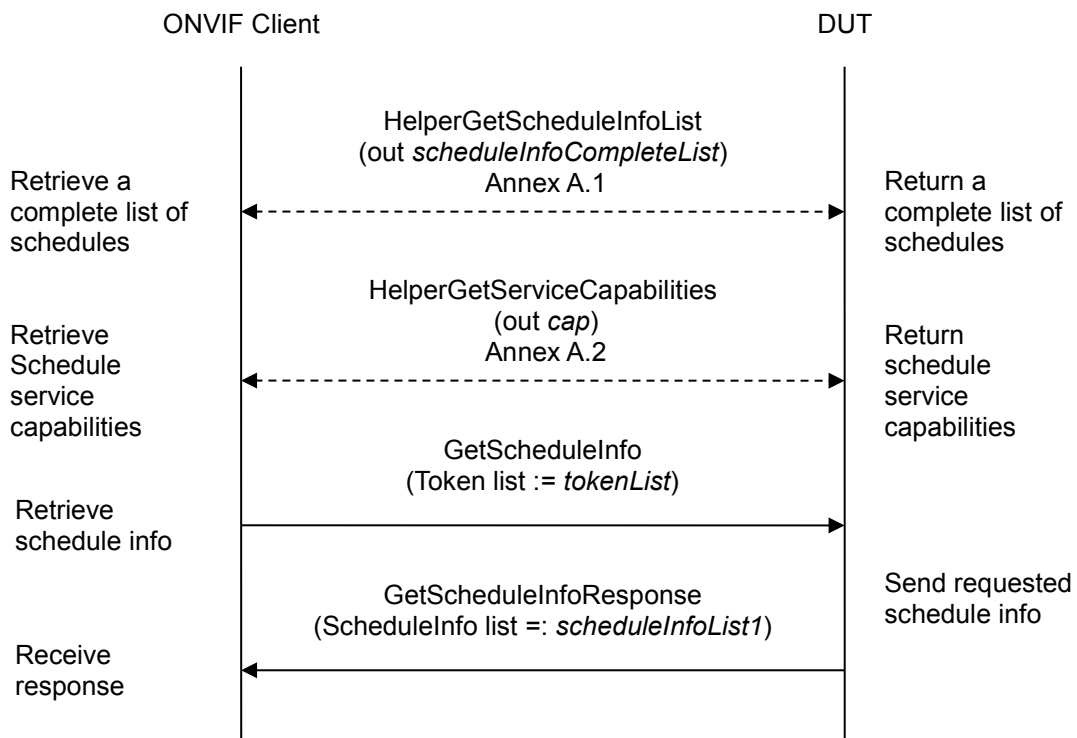 ONVIF Client
DUT
HelperGetScheduleInfoList
(out scheduleInfoCompleteList)
Annex A.1
Retrieve a
complete list of
schedules
Return a
complete list of
schedules
HelperGetServiceCapabilities
(out cap)
Annex A.2
Retrieve
Schedule
service
capabilities
Return
schedule
service
capabilities
GetScheduleInfo
(Token list := tokenList)
Retrieve
schedule info
GetScheduleInfoResponse
(ScheduleInfo list =: scheduleInfoList1)
Send requested
schedule info
Receive
response